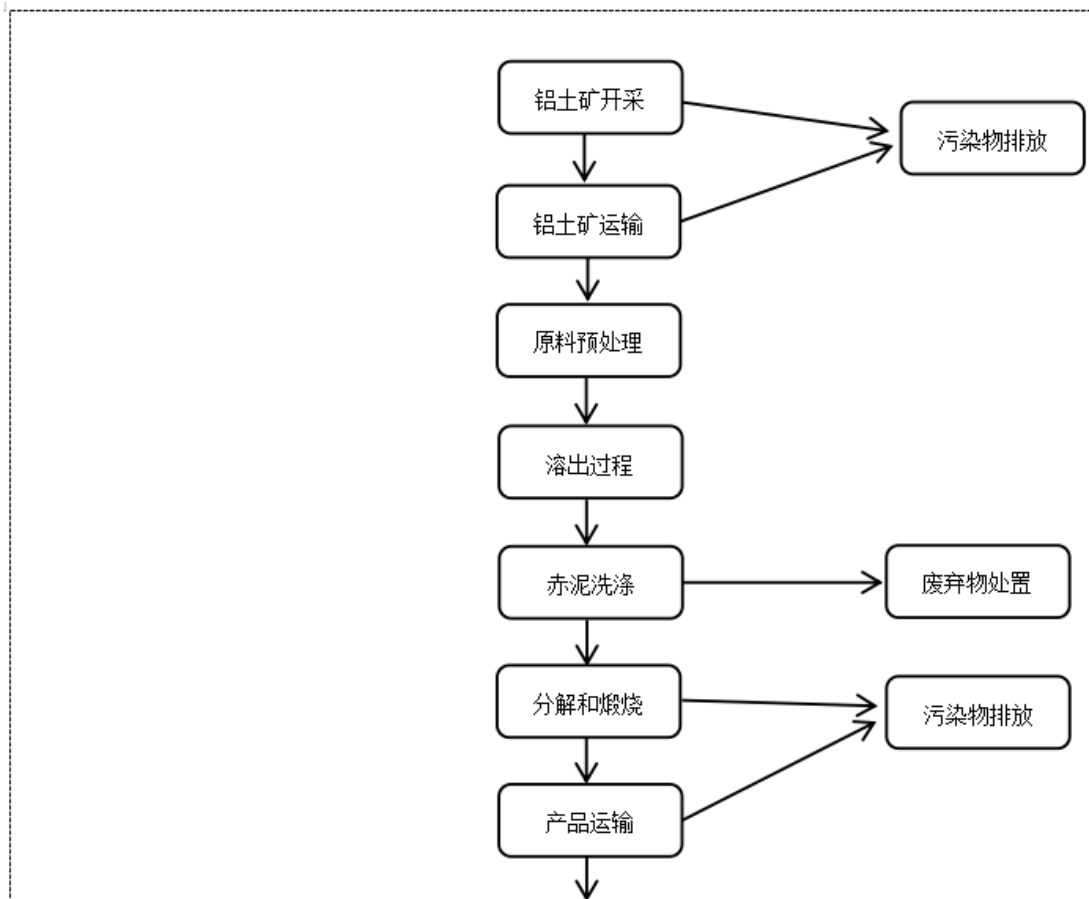 铝土矿开采
污染物排放
铝土矿运输
原料预处理
溶出过程
赤泥洗涤
废弃物处置
分解和煅烧
污染物排放
产品运输